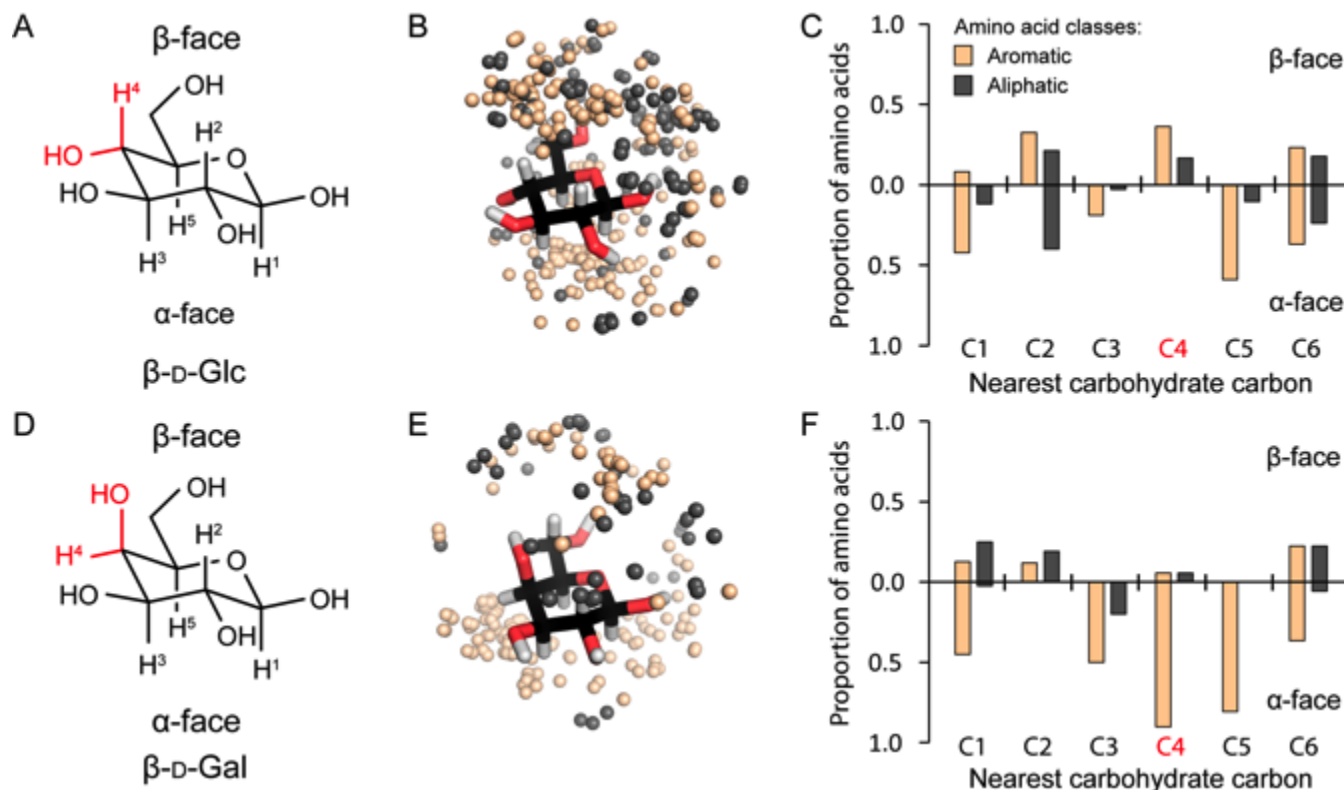 A
β-face
H⁴
OH
HO
H²
O
HO
OH
H⁵
OH
H³
H¹
α-face
β-D-Glc
B
C
Proportion of amino acids
1.0
0.5
0.0
0.5
1.0
Amino acid classes:
Aromatic
Aliphatic
β-face
α-face
C1 C2 C3 C4 C5 C6
Nearest carbohydrate carbon
D
β-face
HO
OH
H²
H⁴
O
HO
OH
H⁵
OH
H³
H¹
α-face
β-D-Gal
E
F
Proportion of amino acids
1.0
0.5
0.0
0.5
1.0
β-face
α-face
C1 C2 C3 C4 C5 C6
Nearest carbohydrate carbon